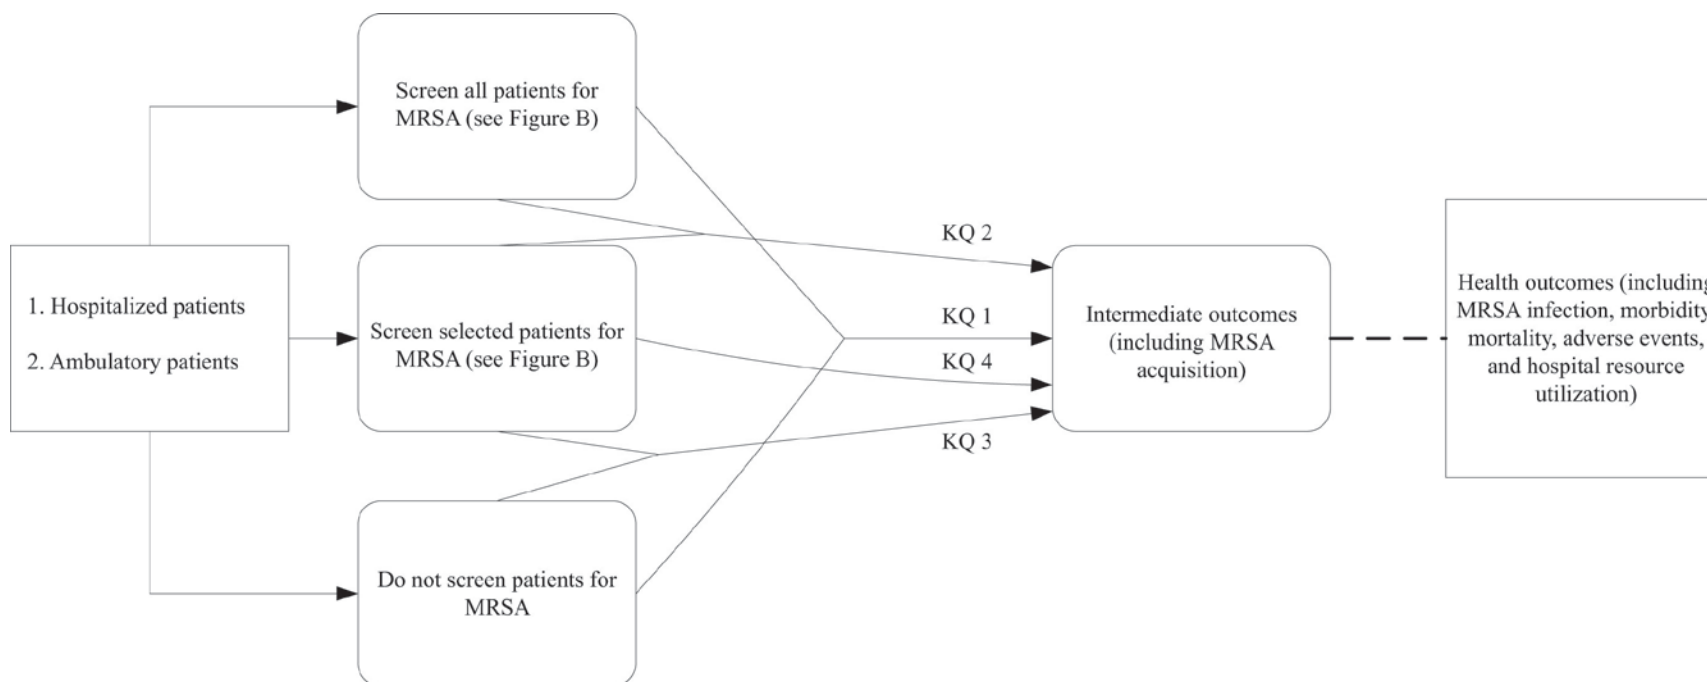 Screen all patients for
MRSA (see Figure B)
1. Hospitalized patients
2. Ambulatory patients
Screen selected patients for
MRSA (see Figure B)
Do not screen patients for
MRSA
KQ 2
KQ 1
KQ 4
KQ 3
Intermediate outcomes
(including MRSA
acquisition)
Health outcomes (including
MRSA infection, morbidity
mortality, adverse events,
and hospital resource
utilization)